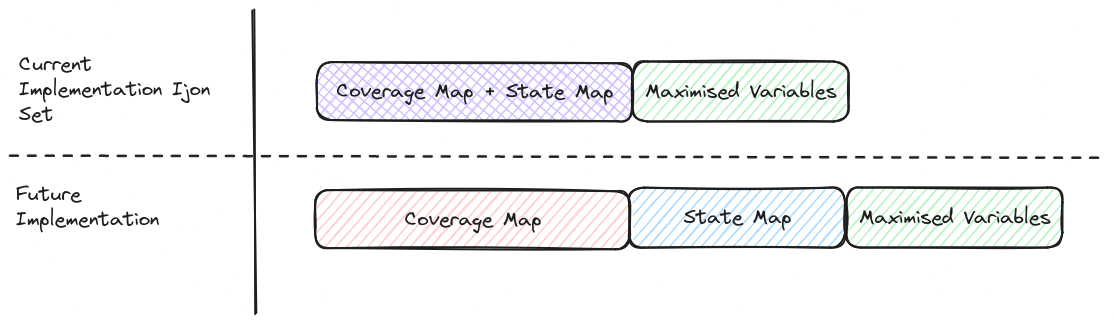 Current
Implementation Ijon
Set
Coverage Map + State Map
Maximised Variables
Future
Implementation
Coverage Map
State Map
Maximised Variables